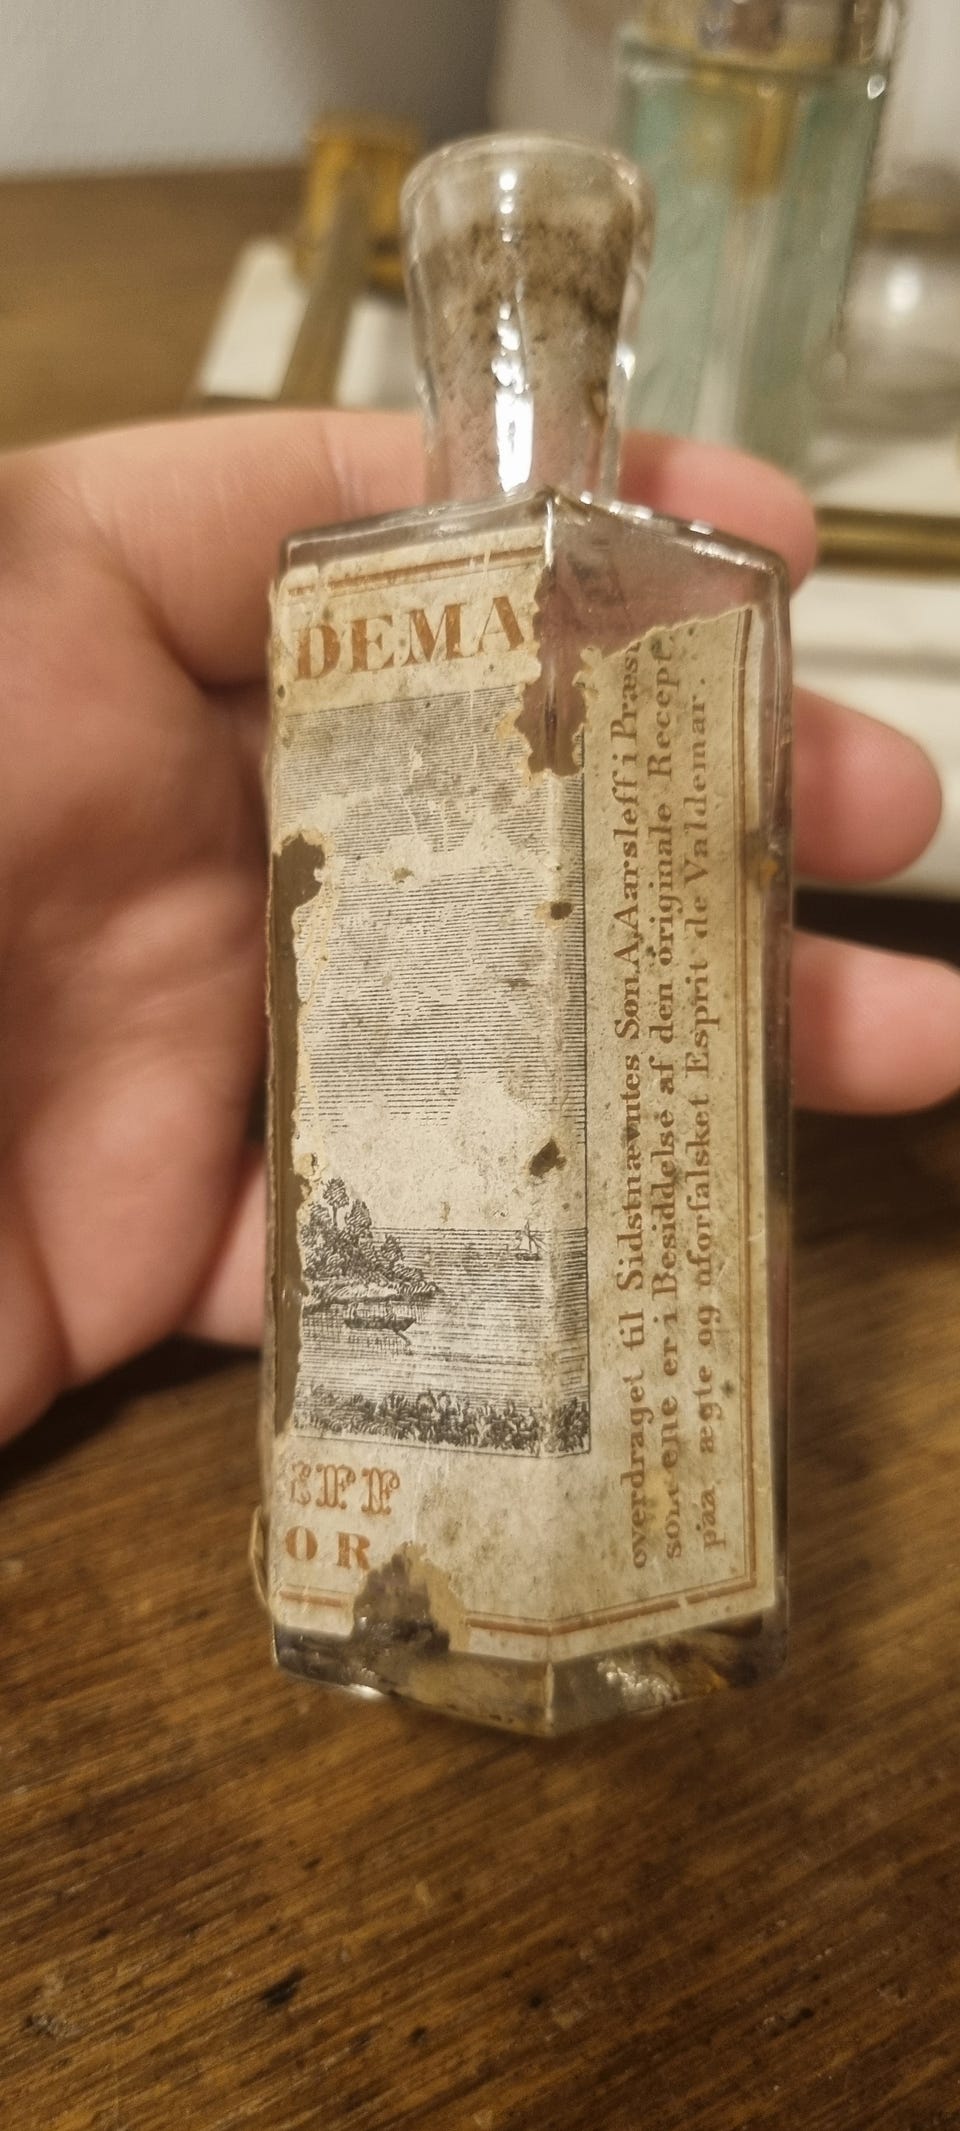 DEMA
EFF
OR
overdraget til Sidstnævntes Søn A. Aarsleff i Præst
som ene er i Besiddelse af den originale Recept
paa ægte og uforfalsket Esprit de Valdemar.